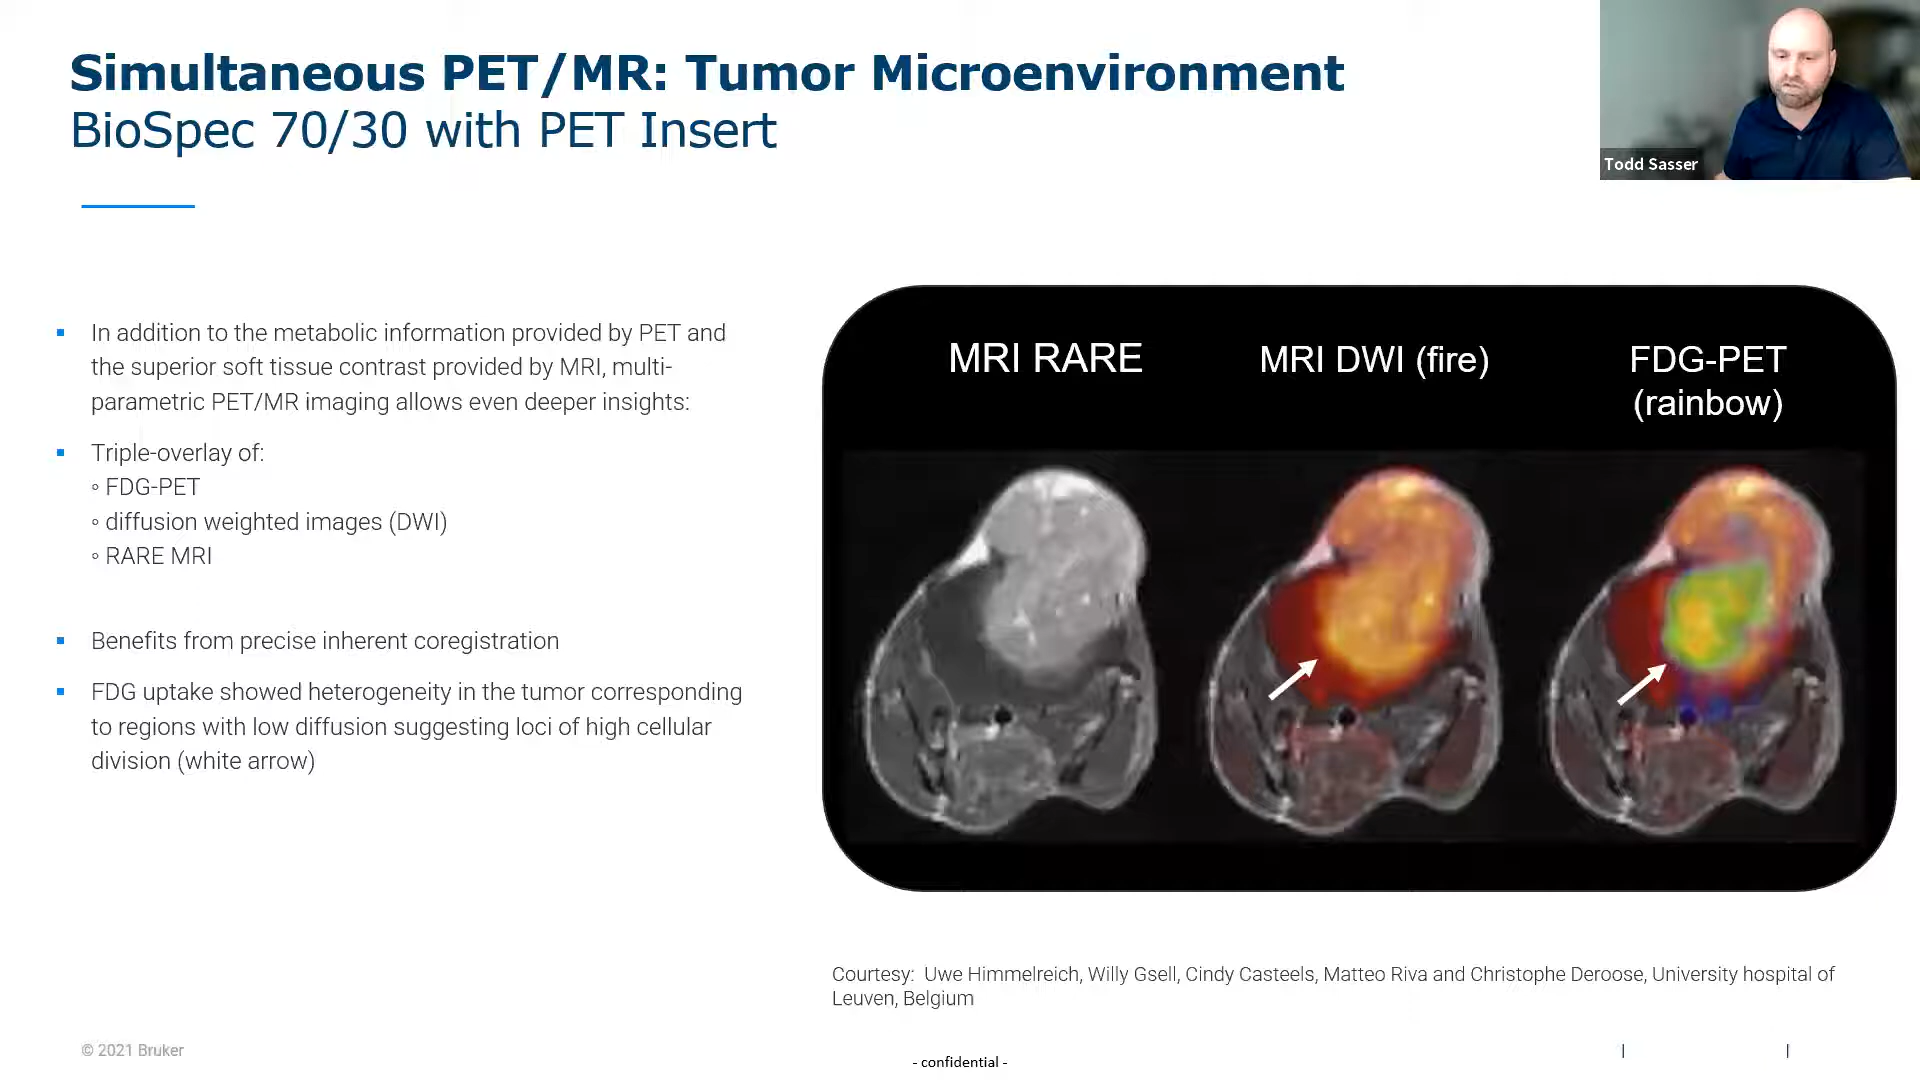 Simultaneous PET/MR: Tumor Microenvironment
BioSpec 70/30 with PET Insert
Todd Sasser
▪ In addition to the metabolic information provided by PET and
the superior soft tissue contrast provided by MRI, multi-
parametric PET/MR imaging allows even deeper insights:
▪ Triple-overlay of:
◦ FDG-PET
◦ diffusion weighted images (DWI)
◦ RARE MRI
▪ Benefits from precise inherent coregistration
▪ FDG uptake showed heterogeneity in the tumor corresponding
to regions with low diffusion suggesting loci of high cellular
division (white arrow)
MRI RARE
MRI DWI (fire)
FDG-PET
(rainbow)
Courtesy: Uwe Himmelreich, Willy Gsell, Cindy Casteels, Matteo Riva and Christophe Deroose, University hospital of
Leuven, Belgium
© 2021 Bruker
- confidential -
| |